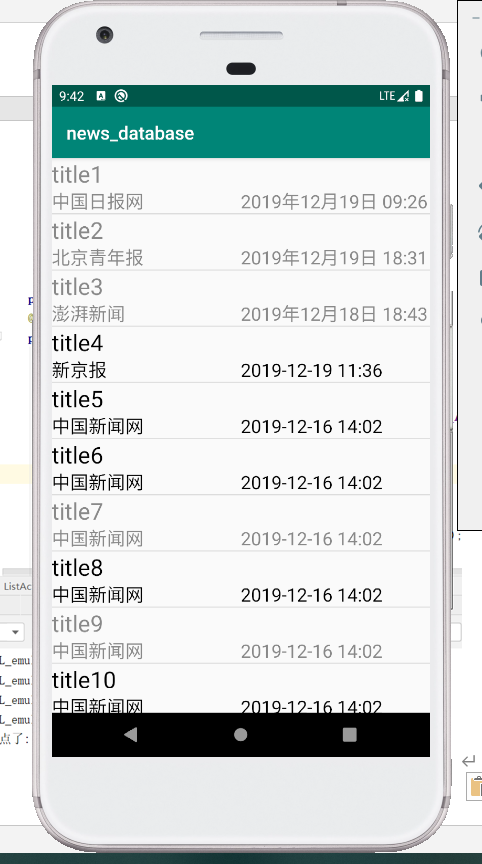 9:42
LTE
news_database
title1
中国日报网 2019年12月19日 09:26
title2
北京青年报 2019年12月19日 18:31
title3
澎湃新闻 2019年12月18日 18:43
title4
新京报 2019-12-19 11:36
title5
中国新闻网 2019-12-16 14:02
title6
中国新闻网 2019-12-16 14:02
title7
中国新闻网 2019-12-16 14:02
title8
中国新闻网 2019-12-16 14:02
title9
中国新闻网 2019-12-16 14:02
title10
中国新闻网 2019-12-16 14:02
ListAc
L_emu
L_emu
L_emu
L_emu
点了: